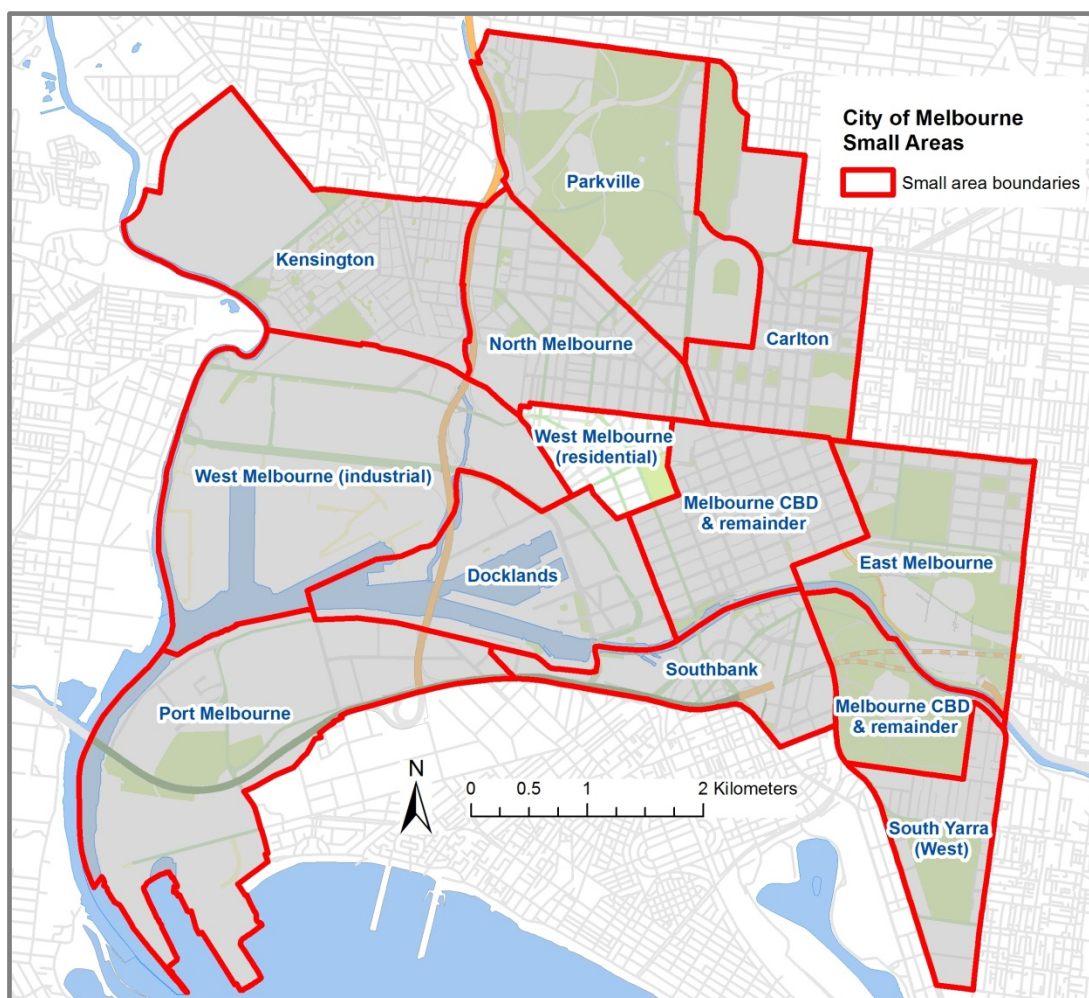 City of Melbourne
Small Areas
Small area boundaries
Parkville
Kensington
North Melbourne
Carlton
West Melbourne
(residential)
West Melbourne (industrial)
Melbourne CBD
& remainder
Docklands
East Melbourne
Southbank
Port Melbourne
Melbourne CBD
& remainder
N
0 0.5 1 2 Kilometers
South Yarra
(West)